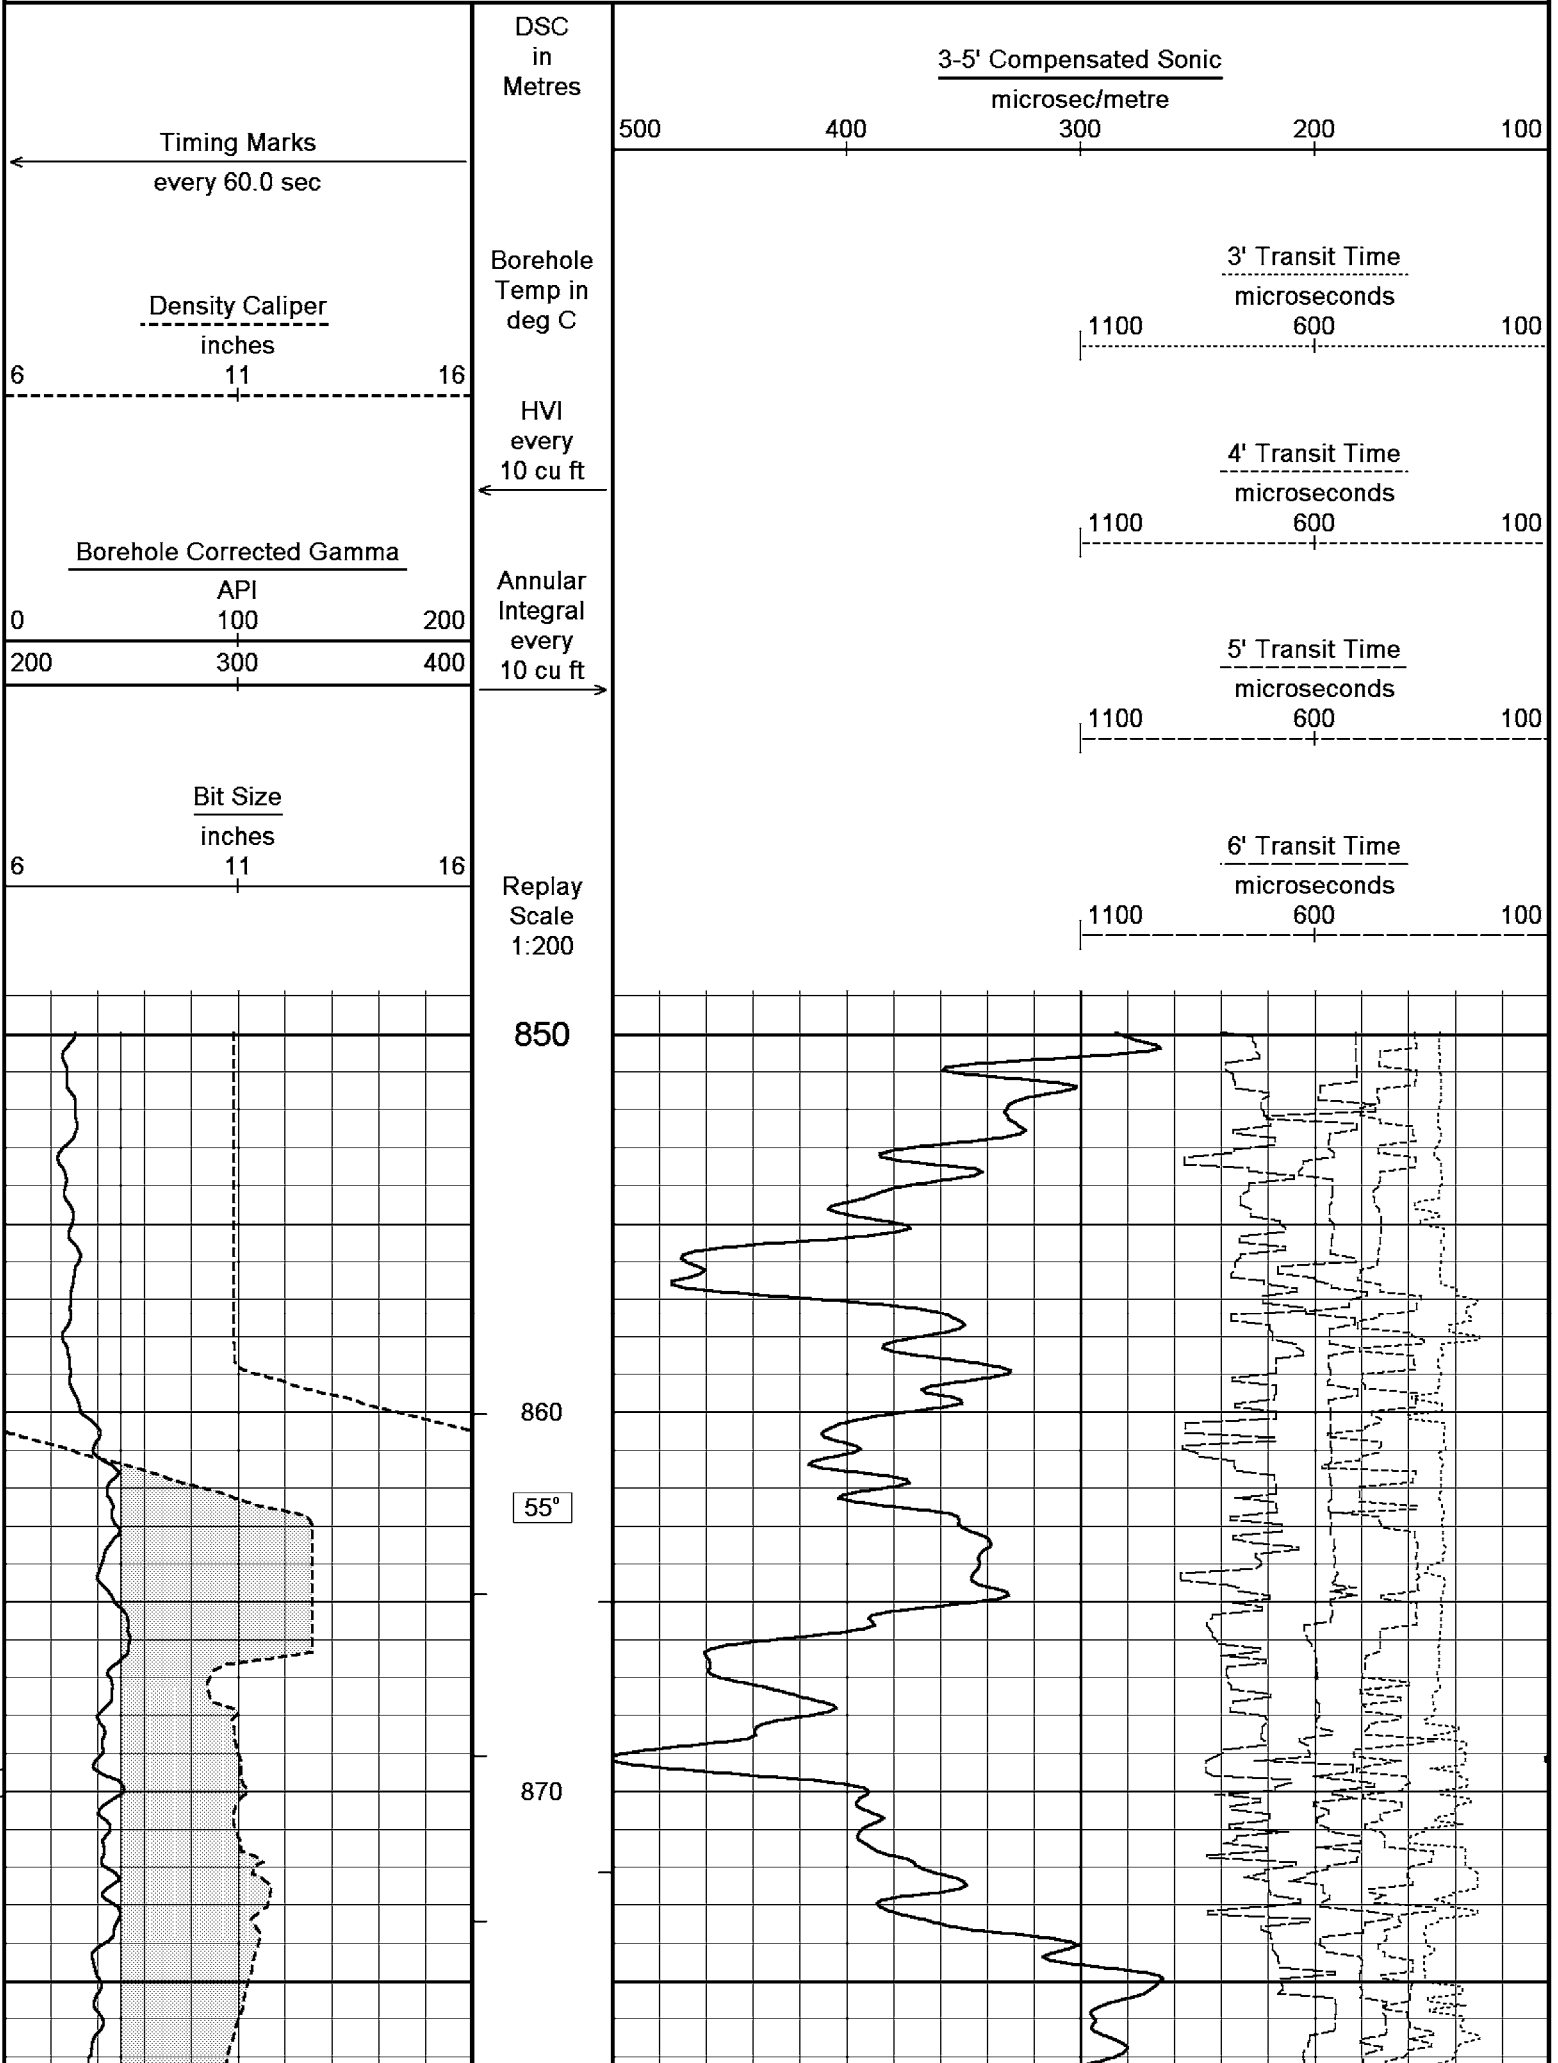 Timing Marks
every 60.0 sec
Density Caliper
inches
6 11 16
Borehole Corrected Gamma
API
0 100 200
200 300 400
Bit Size
inches
6 11 16
DSC
in
Metres
Borehole
Temp in
deg C
HVI
every
10 cu ft
Annular
Integral
every
10 cu ft
Replay
Scale
1:200
3-5' Compensated Sonic
microsec/metre
500 400 300 200 100
3' Transit Time
microseconds
1100 600 100
4' Transit Time
microseconds
1100 600 100
5' Transit Time
microseconds
1100 600 100
6' Transit Time
microseconds
1100 600 100
850
860
55°
870